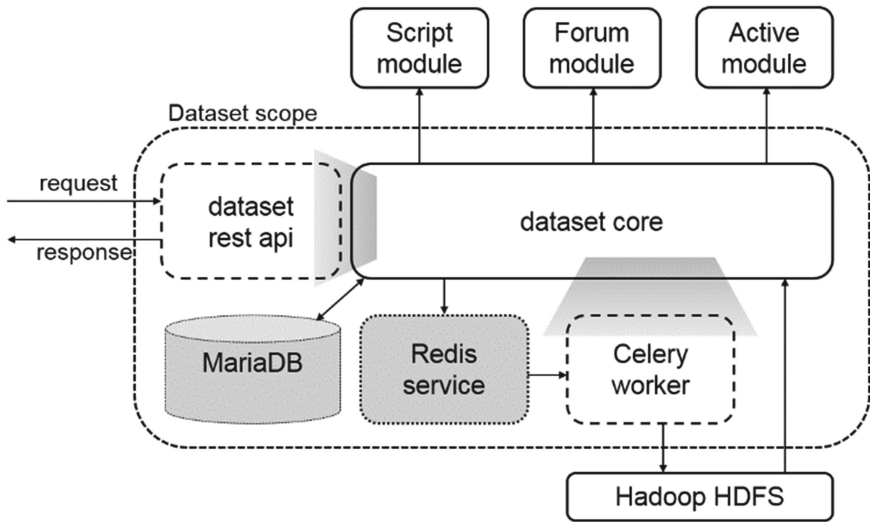 Script
module
Forum
module
Active
module
Dataset scope
request
response
dataset
rest api
dataset core
MariaDB
Redis
service
Celery
worker
Hadoop HDFS